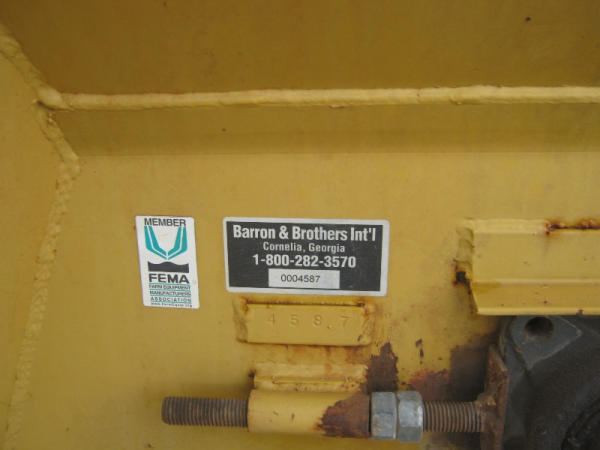 MEMBER
FEMA
FARM EQUIPMENT
MANUFACTURERS
ASSOCIATION
Barron & Brothers Int'l
Cornelia, Georgia
1-800-282-3570
0004587
4587